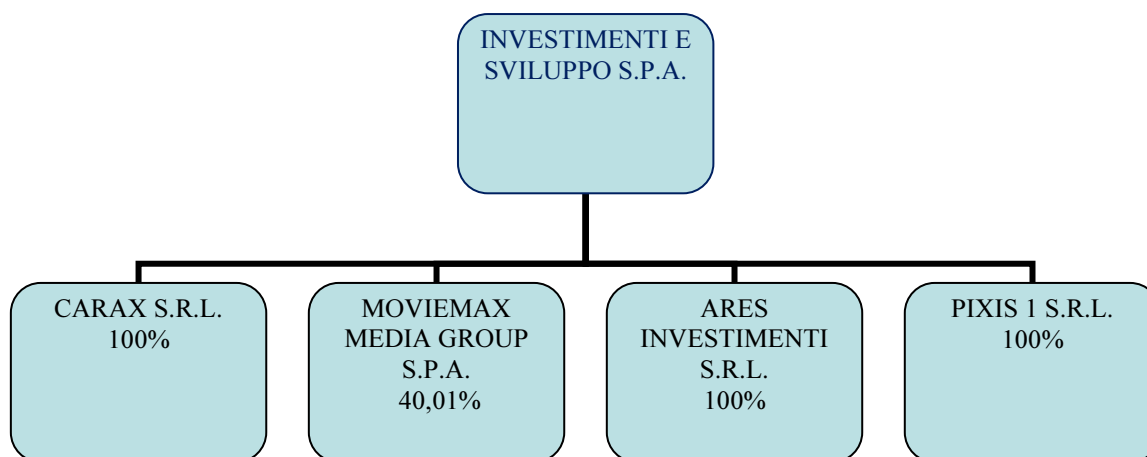 INVESTIMENTI E
SVILUPPO S.P.A.
CARAX S.R.L.
100%
MOVIEMAX
MEDIA GROUP
S.P.A.
40,01%
ARES
INVESTIMENTI
S.R.L.
100%
PIXIS 1 S.R.L.
100%